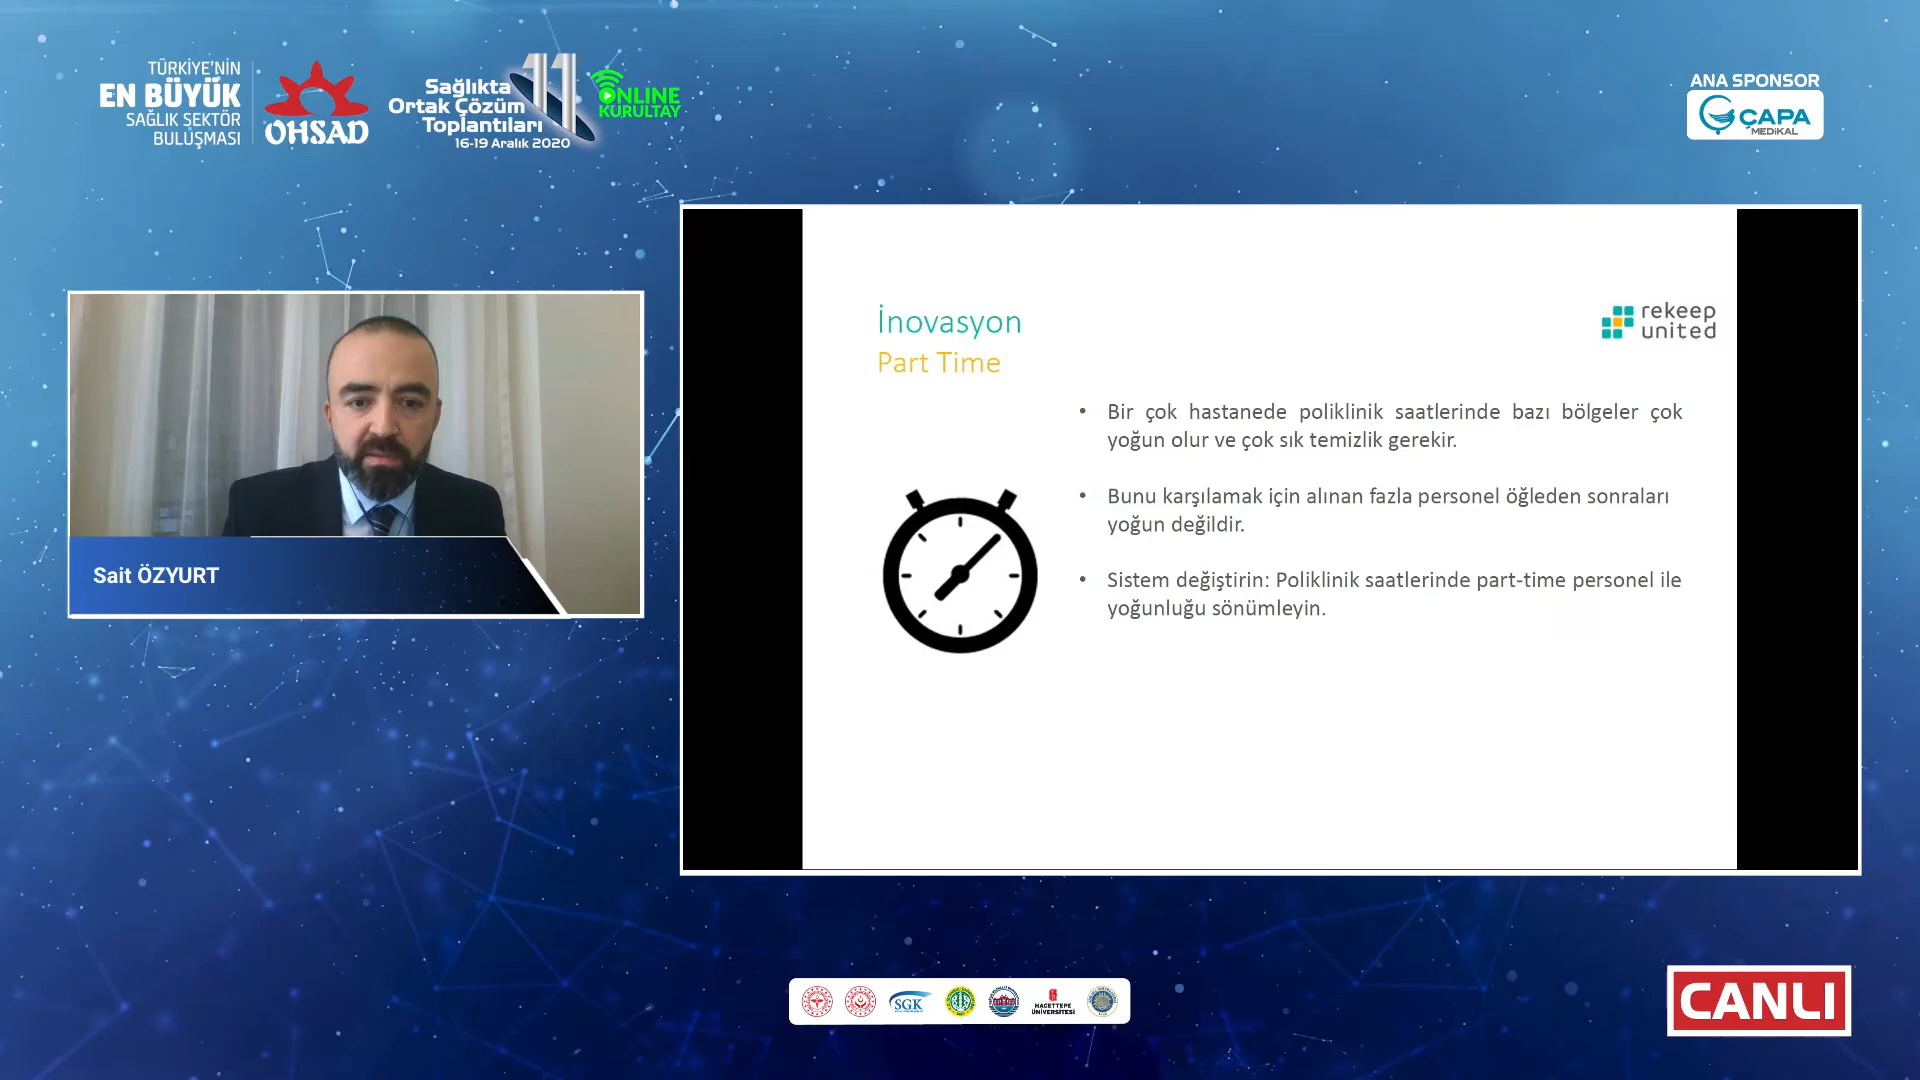 TÜRKİYE'NİN
EN BÜYÜK
SAĞLIK SEKTÖR
BULUŞMASI
OHSAD
Sağlıkta
Ortak Çözüm
Toplantıları
11
16-19 Aralık 2020
ONLINE
KURULTAY
ANA SPONSOR
ÇAPA
MEDİKAL
İnovasyon
Part Time
rekeep
united
• Bir çok hastanede poliklinik saatlerinde bazı bölgeler çok
yoğun olur ve çok sık temizlik gerekir.
• Bunu karşılamak için alınan fazla personel öğleden sonraları
yoğun değildir.
• Sistem değiştirin: Poliklinik saatlerinde part-time personel ile
yoğunluğu sönümleyin.
Sait ÖZYURT
SGK
HACETTEPE
ÜNİVERSİTESİ
CANLI